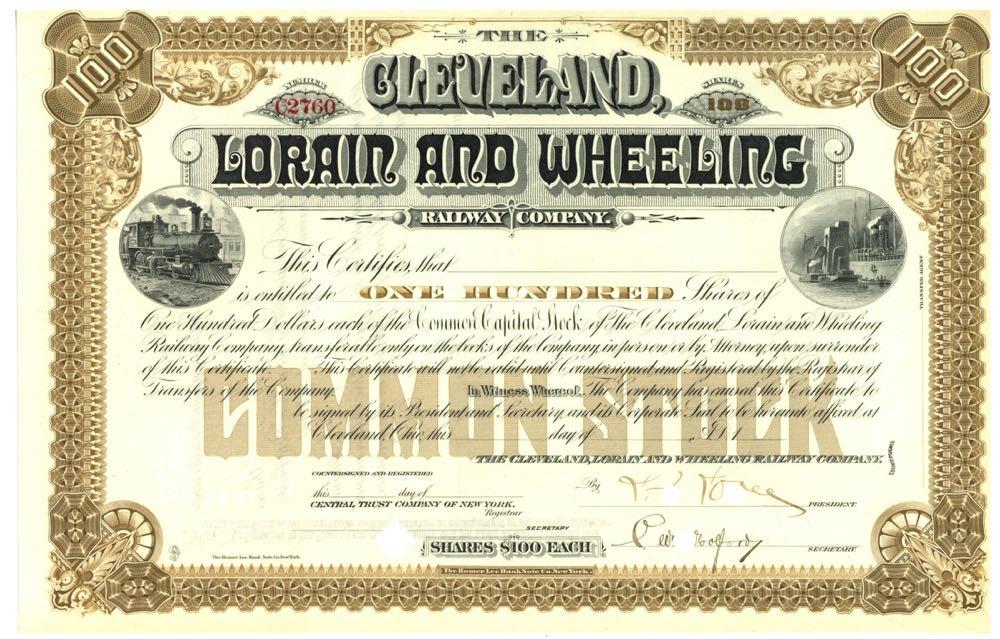 100
100
THE
CLEVELAND,
NUMBER
C2760
SHARES
100
LORAIN AND WHEELING
RAILWAY COMPANY.
This Certifies, that
is entitled to ONE HUNDRED Shares of
One Hundred Dollars each of the Common Capital Stock of The Cleveland, Lorain and Wheeling
Railway Company, transferable only on the books of the Company, in person or by Attorney, upon surrender
of this Certificate. This Certificate will not be valid until Countersigned and Registered by the Registrar of
Transfers of the Company. In Witness Whereof, The Company has caused this Certificate to
be signed by its President and Secretary, and its Corporate Seal to be hereunto affixed at
Cleveland, Ohio, this day of A.D. 1
COMMON STOCK
THE CLEVELAND, LORAIN AND WHEELING RAILWAY COMPANY.
COUNTERSIGNED AND REGISTERED
this day of
CENTRAL TRUST COMPANY OF NEW YORK,
Registrar
By
PRESIDENT.
SECRETARY
SECRETARY.
SHARES $100 EACH
The Homer Lee Bank Note Co. New York.
The Homer Lee Bank Note Co. New York.
TRANSFER AGENT
COUNTERSIGNED